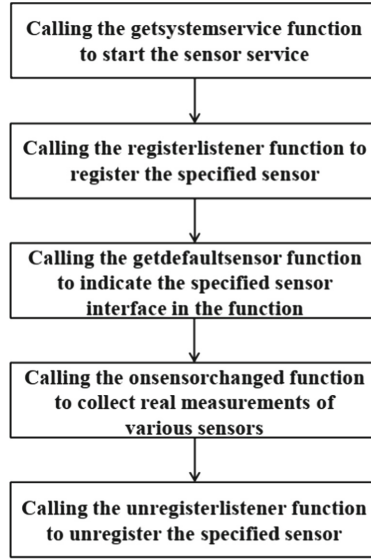 Calling the getsystemservice function
to start the sensor service
Calling the registerlistener function to
register the specified sensor
Calling the getdefaultsensor function
to indicate the specified sensor
interface in the function
Calling the onsensorchanged function
to collect real measurements of
various sensors
Calling the unregisterlistener function
to unregister the specified sensor